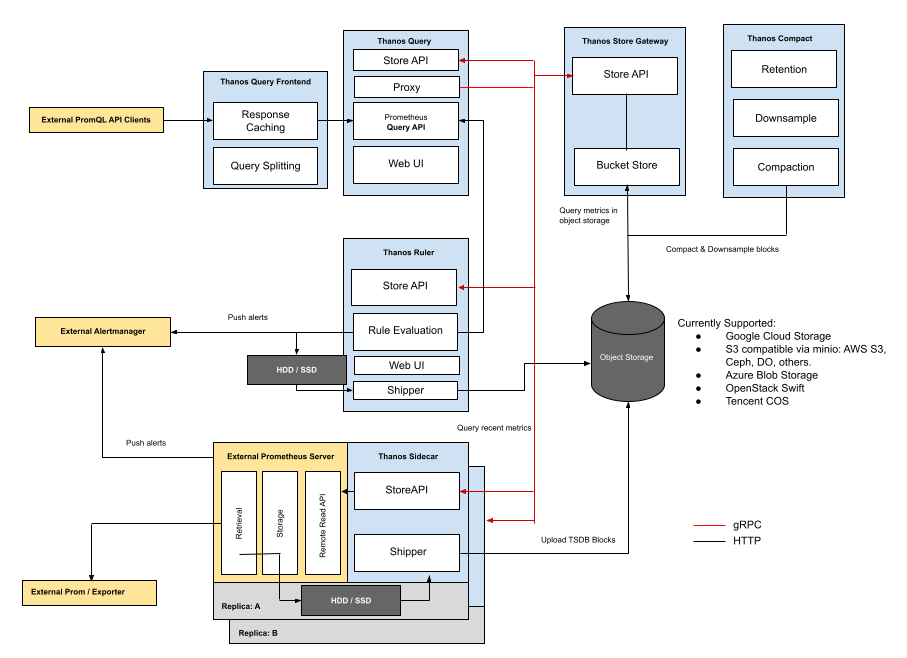 Thanos Query
Store API
Proxy
Prometheus
Query API
Web UI
Thanos Query Frontend
Response
Caching
Query Splitting
External PromQL API Clients
Thanos Store Gateway
Store API
Bucket Store
Thanos Compact
Retention
Downsample
Compaction
Query metrics in
object storage
Compact & Downsample blocks
Thanos Ruler
Store API
Rule Evaluation
Web UI
Shipper
Push alerts
External Alertmanager
HDD / SSD
Object Storage
Currently Supported:
● Google Cloud Storage
● S3 compatible via minio: AWS S3,
Ceph, DO, others.
● Azure Blob Storage
● OpenStack Swift
● Tencent COS
Query recent metrics
Push alerts
External Prometheus Server
Retrieval
Storage
Remote Read API
Thanos Sidecar
StoreAPI
Shipper
Upload TSDB Blocks
gRPC
HTTP
External Prom / Exporter
HDD / SSD
Replica: A
Replica: B